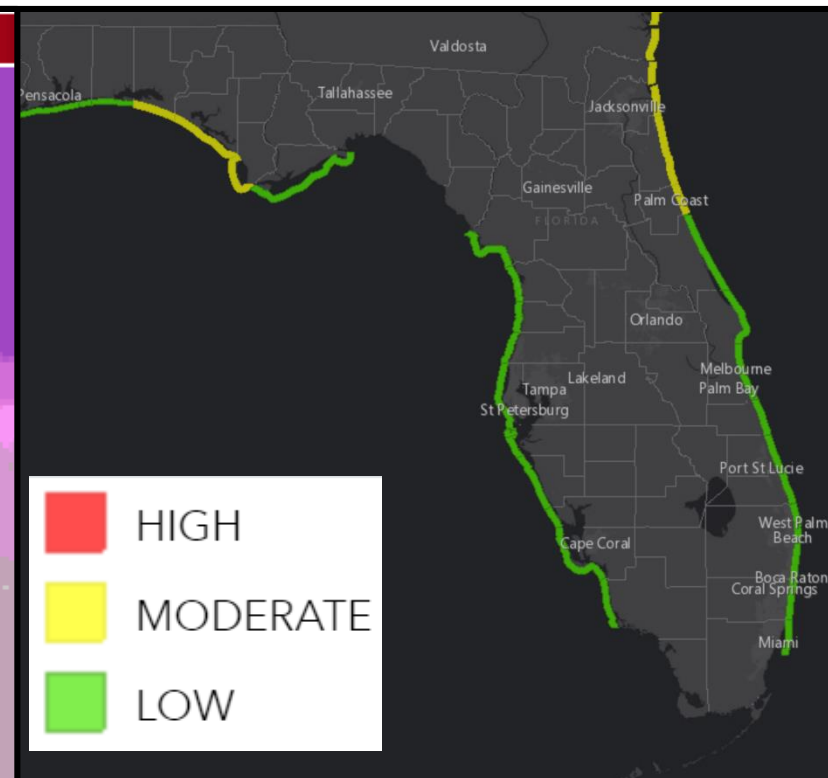 Valdosta
Pensacola
Tallahassee
Jacksonville
Gainesville
Palm Coast
FLORIDA
Orlando
Melbourne
Lakeland
Palm Bay
Tampa
St Petersburg
Port St Lucie
HIGH
West Palm
Beach
Cape Coral
Boca Raton
Coral Springs
MODERATE
Miami
LOW